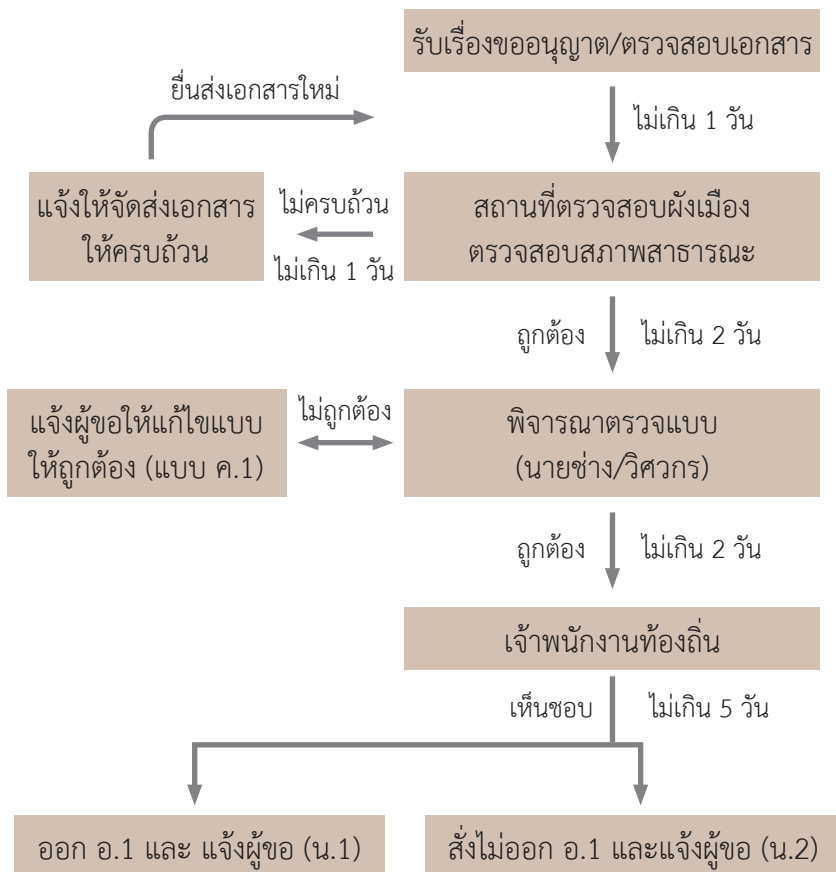 รับเรื่องขออนุญาต/ตรวจสอบเอกสาร
ยื่นส่งเอกสารใหม่
ไม่เกิน 1 วัน
แจ้งให้จัดส่งเอกสาร
ให้ครบถ้วน
ไม่ครบถ้วน
ไม่เกิน 1 วัน
สถานที่ตรวจสอบผังเมือง
ตรวจสอบสภาพสาธารณะ
ถูกต้อง
ไม่เกิน 2 วัน
แจ้งผู้ขอให้แก้ไขแบบ
ให้ถูกต้อง (แบบ ค.1)
ไม่ถูกต้อง
พิจารณาตรวจแบบ
(นายช่าง/วิศวกร)
ถูกต้อง
ไม่เกิน 2 วัน
เจ้าพนักงานท้องถิ่น
เห็นชอบ
ไม่เกิน 5 วัน
ออก อ.1 และ แจ้งผู้ขอ (น.1)
สั่งไม่ออก อ.1 และแจ้งผู้ขอ (น.2)